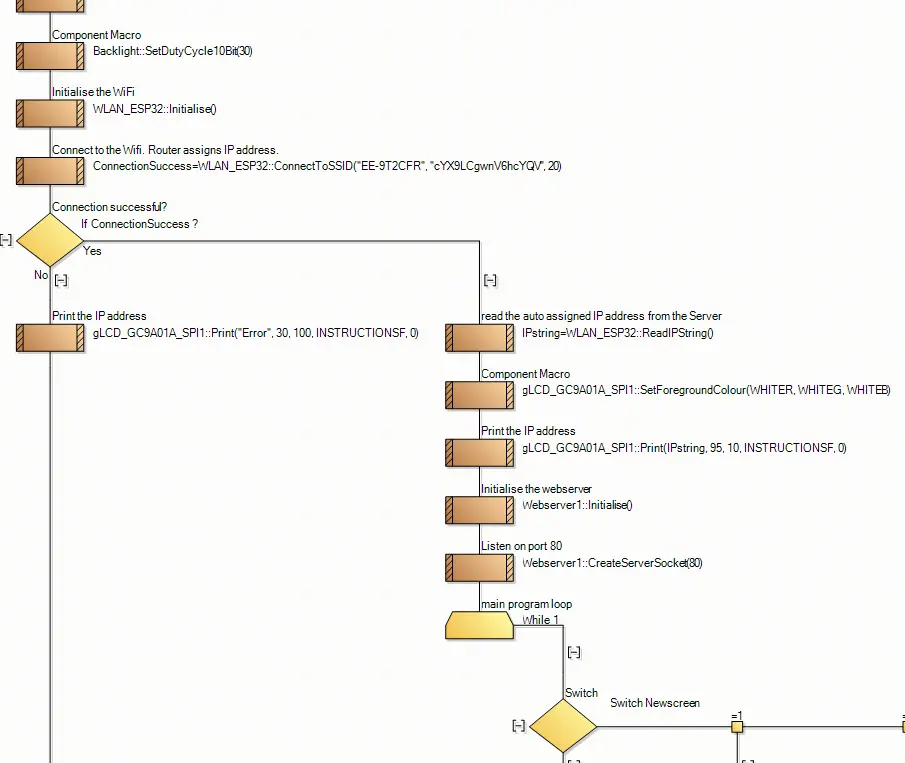 Component Macro
Backlight::SetDutyCycle10Bit(30)
Initialise the WiFi
WLAN_ESP32::Initialise()
Connect to the Wifi. Router assigns IP address.
ConnectionSuccess=WLAN_ESP32::ConnectToSSID("EE-9T2CFR", "cYX9LCgwnV6hcYQV", 20)
Connection successful?
If ConnectionSuccess ?
Yes
No
Print the IP address
gLCD_GC9A01A_SPI1::Print("Error", 30, 100, INSTRUCTIONSF, 0)
read the auto assigned IP address from the Server
IPstring=WLAN_ESP32::ReadIPString()
Component Macro
gLCD_GC9A01A_SPI1::SetForegroundColour(WHITER, WHITEG, WHITEB)
Print the IP address
gLCD_GC9A01A_SPI1::Print(IPstring, 95, 10, INSTRUCTIONSF, 0)
Initialise the webserver
Webserver1::Initialise()
Listen on port 80
Webserver1::CreateServerSocket(80)
main program loop
While 1
Switch
Switch Newscreen
=1